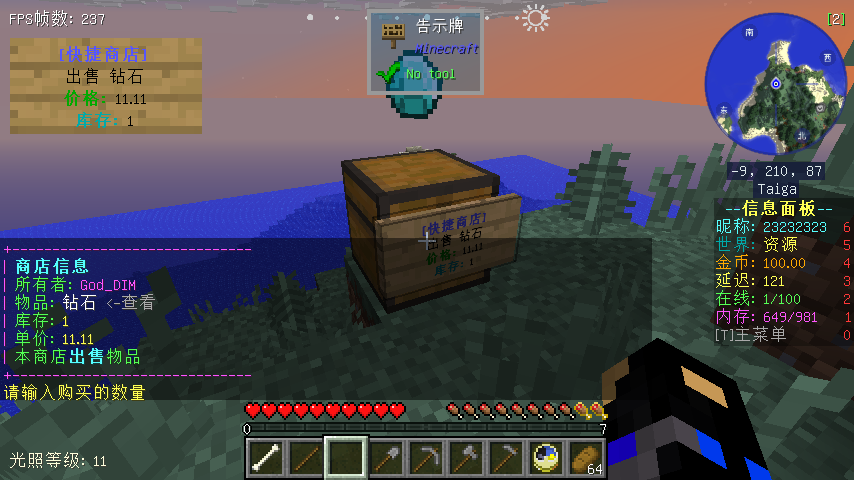 FPS帧数: 237
[快捷商店]
出售 钻石
价格: 11.11
库存: 1
告示牌
Minecraft
No tool
[2]
南
西
东
北
-9, 210, 87
Taiga
--信息面板--
昵称: 23232323 6
世界: 资源 5
金币: 100.00 4
延迟: 121 3
在线: 1/100 2
内存: 649/981 1
[T]主菜单 0
[快捷商店]
出售 钻石
价格: 11.11
库存: 1
+-----------------------------
| 商店信息
| 所有者: God_DIM
| 物品: 钻石 <-查看
| 库存: 1
| 单价: 11.11
| 本商店出售物品
+-----------------------------
请输入购买的数量
0
7
64
光照等级: 11